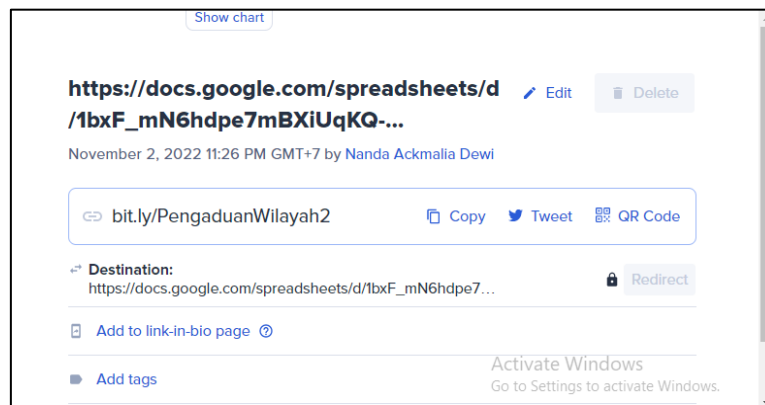 Show chart
https://docs.google.com/spreadsheets/d
/1bxF_mN6hdpe7mBXiUqKQ-...
Edit
Delete
November 2, 2022 11:26 PM GMT+7 by Nanda Ackmalia Dewi
bit.ly/PengaduanWilayah2
Copy
Tweet
QR Code
Destination:
https://docs.google.com/spreadsheets/d/1bxF_mN6hdpe7...
Redirect
Add to link-in-bio page
Add tags
Activate Windows
Go to Settings to activate Windows.